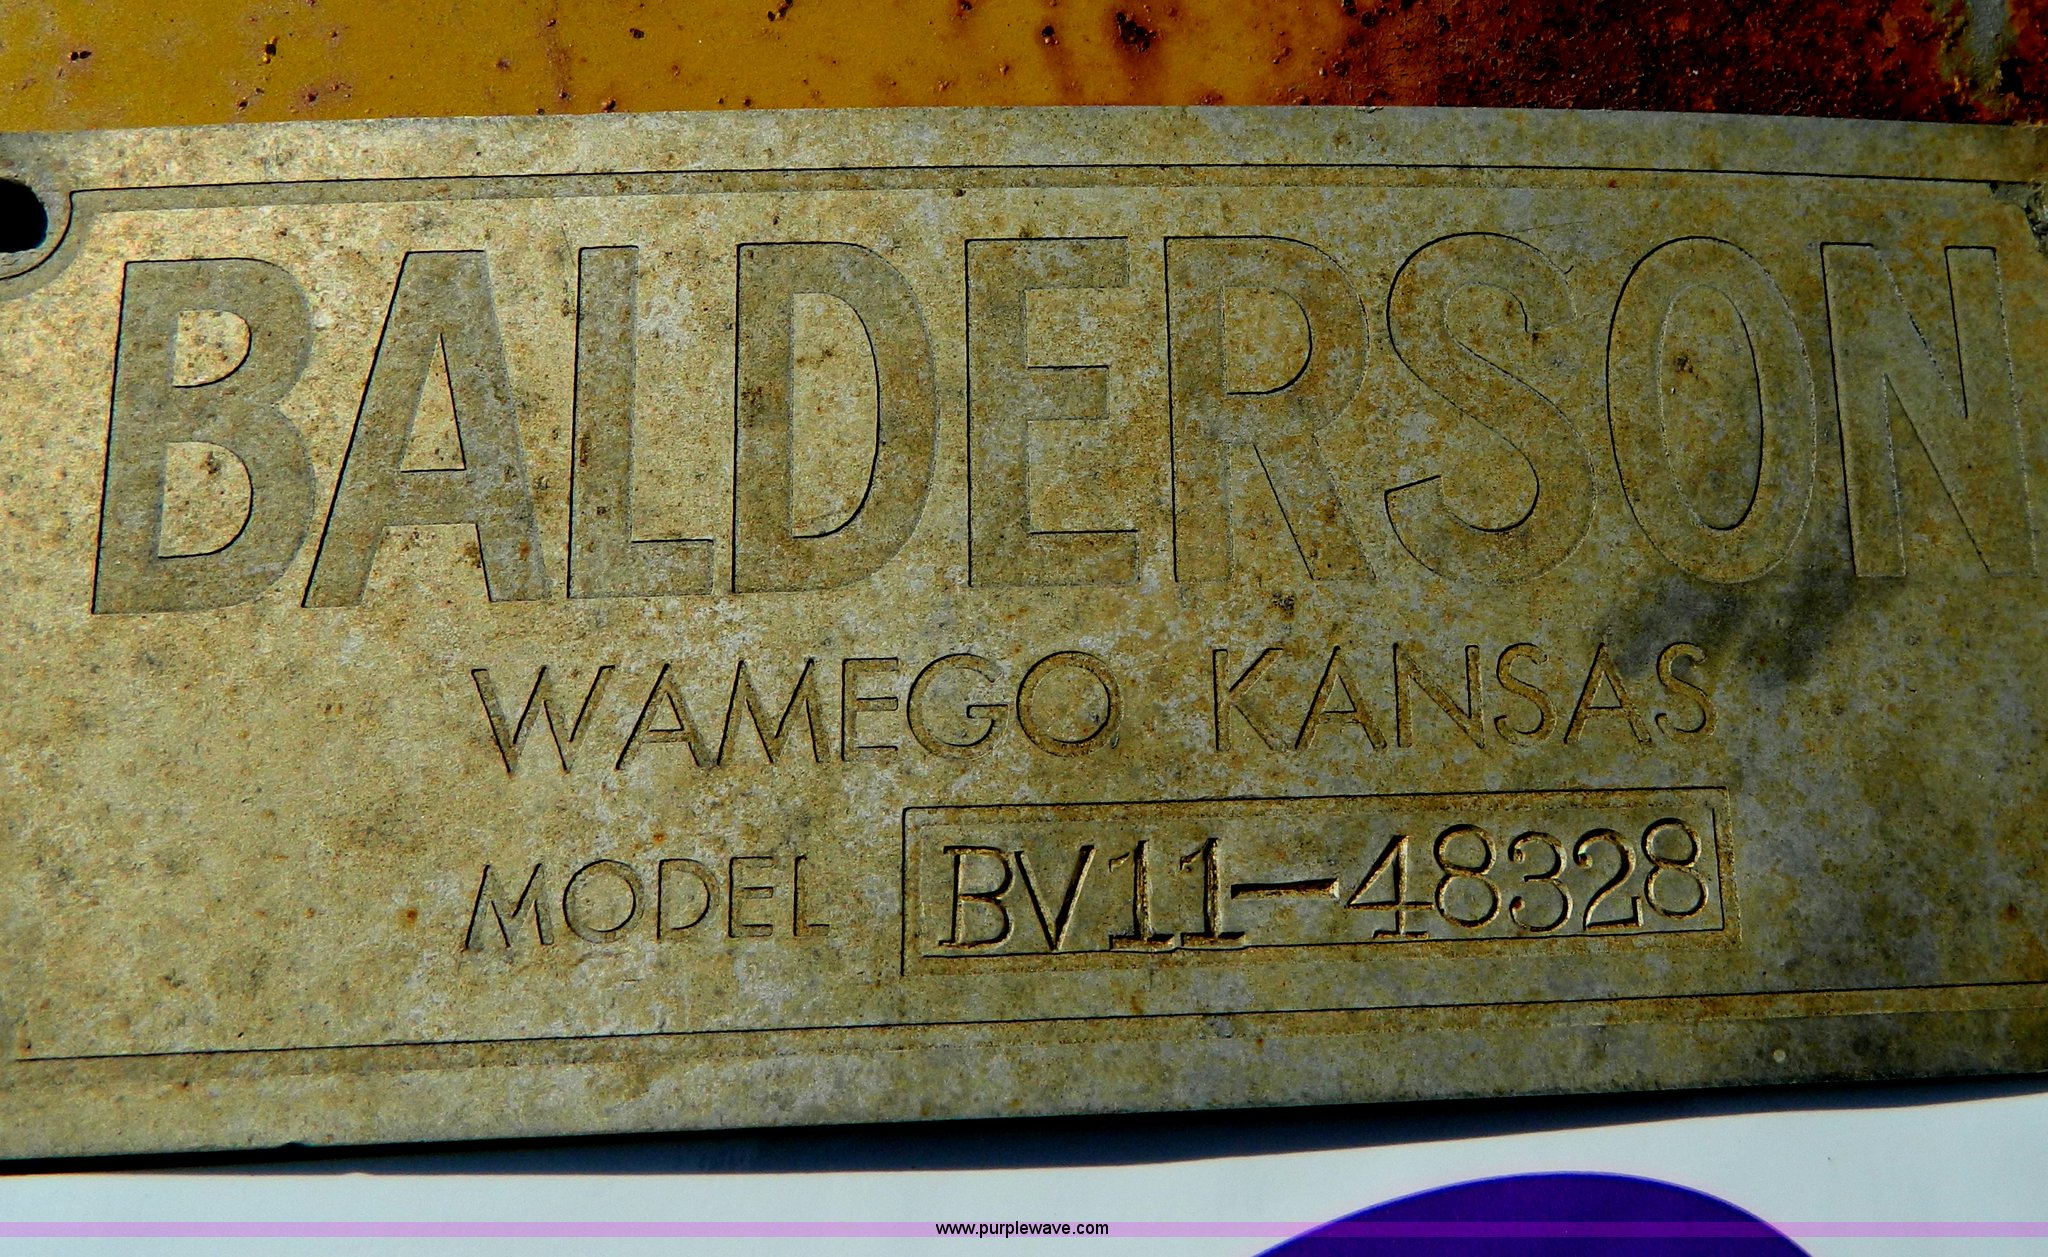 BALDERSON
WAMEGO KANSAS
MODEL BV11-48328
www.purplewave.com